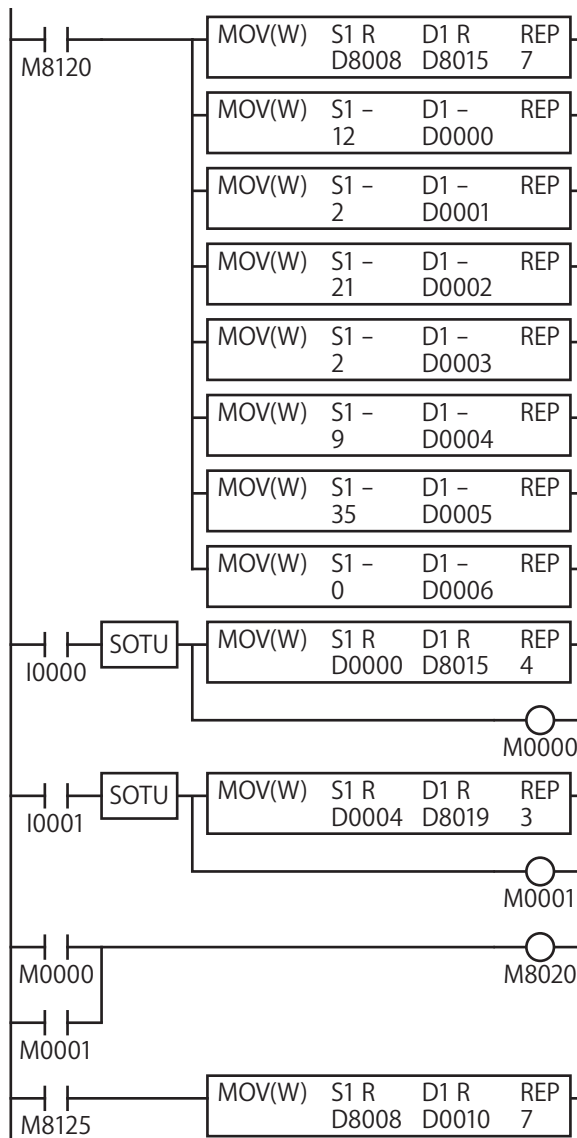 MOV(W) S1 R D1 R REP
M8120 D8008 D8015 7
MOV(W) S1 – D1 – REP
12 D0000
MOV(W) S1 – D1 – REP
2 D0001
MOV(W) S1 – D1 – REP
21 D0002
MOV(W) S1 – D1 – REP
2 D0003
MOV(W) S1 – D1 – REP
9 D0004
MOV(W) S1 – D1 – REP
35 D0005
MOV(W) S1 – D1 – REP
0 D0006
SOTU MOV(W) S1 R D1 R REP
I0000 D0000 D8015 4
M0000
SOTU MOV(W) S1 R D1 R REP
I0001 D0004 D8019 3
M0001
M0000 M8020
M0001
MOV(W) S1 R D1 R REP
M8125 D8008 D0010 7